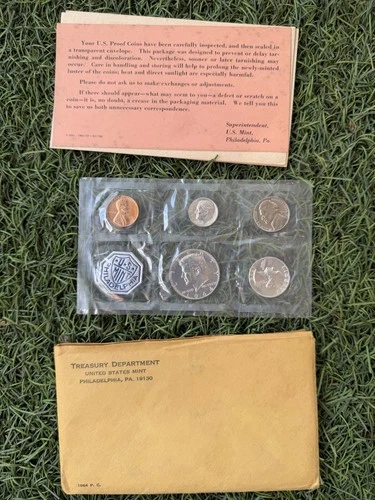 Your U.S. Proof Coins have been carefully inspected, and then sealed in
a transparent envelope. This package was designed to prevent or delay tar-
nishing and discoloration. Nevertheless, sooner or later tarnishing may
occur. Care in handling and storing will help to prolong the newly-minted
luster of the coins; heat and direct sunlight are especially harmful.
Please do not ask us to make exchanges or adjustments.
If there should appear—what may seem to you—a defect or scratch on a
coin—it is, no doubt, a crease in the packaging material. We tell you this
to save us both unnecessary correspondence.
Superintendent,
U.S. Mint,
Philadelphia, Pa.
U.S.
MINT
PHILADELPHIA
TREASURY DEPARTMENT
UNITED STATES MINT
PHILADELPHIA, PA. 19130
1964 P. C.